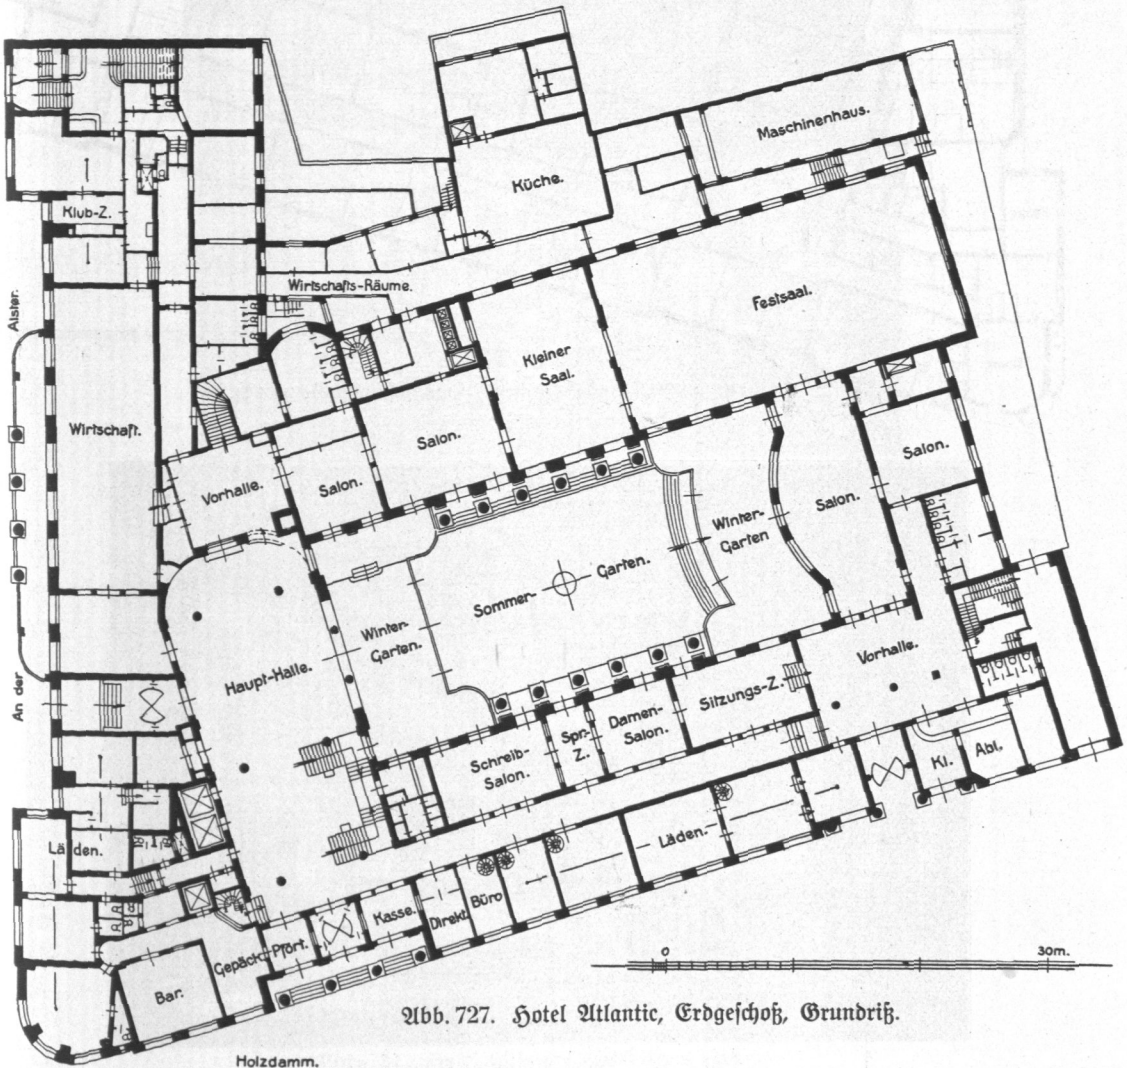 Maschinenhaus.
Küche.
Klub-Z.
Wirtschafts-Räume.
Festsaal.
An der Alster.
Kleiner
Saal.
Wirtschaft.
Salon.
Salon.
Vorhalle.
Salon.
Salon.
Winter-
Garten
Sommer-
Garten.
Winter-
Garten.
Haupt-Halle.
Vorhalle.
Sitzungs-Z.
Damen-
Salon.
Spr.-
Z.
Schreib-
Salon.
Kl.
Abl.
Läden.
Läden.
Kasse.
Direkt.
Büro
Pfört.
Gepäck
Bar.
0
30m.
Abb. 727. Hotel Atlantic, Erdgeschoß, Grundriß.
Holzdamm.